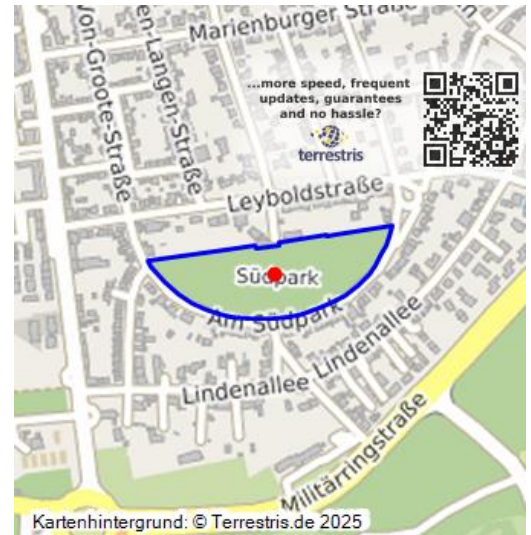 Marienburger Straße
Von-Groote-Straße
en-Langen-Straße
...more speed, frequent
updates, guarantees
and no hassle?
terrestris
Leyboldstraße
Südpark
Am Südpark
Lindenallee
Lindenallee
Militärringstraße
Kartenhintergrund: © Terrestris.de 2025